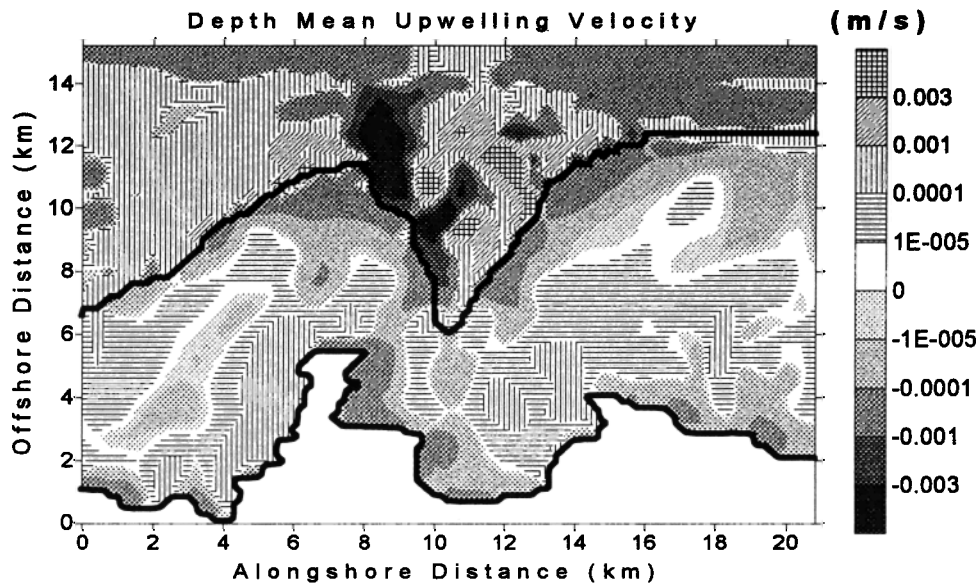 Depth Mean Upwelling Velocity
(m/s)
Offshore Distance (km)
14
12
10
8
6
4
2
0
0 2 4 6 8 10 12 14 16 18 20
Alongshore Distance (km)
0.003
0.001
0.0001
1E-005
0
-1E-005
-0.0001
-0.001
-0.003